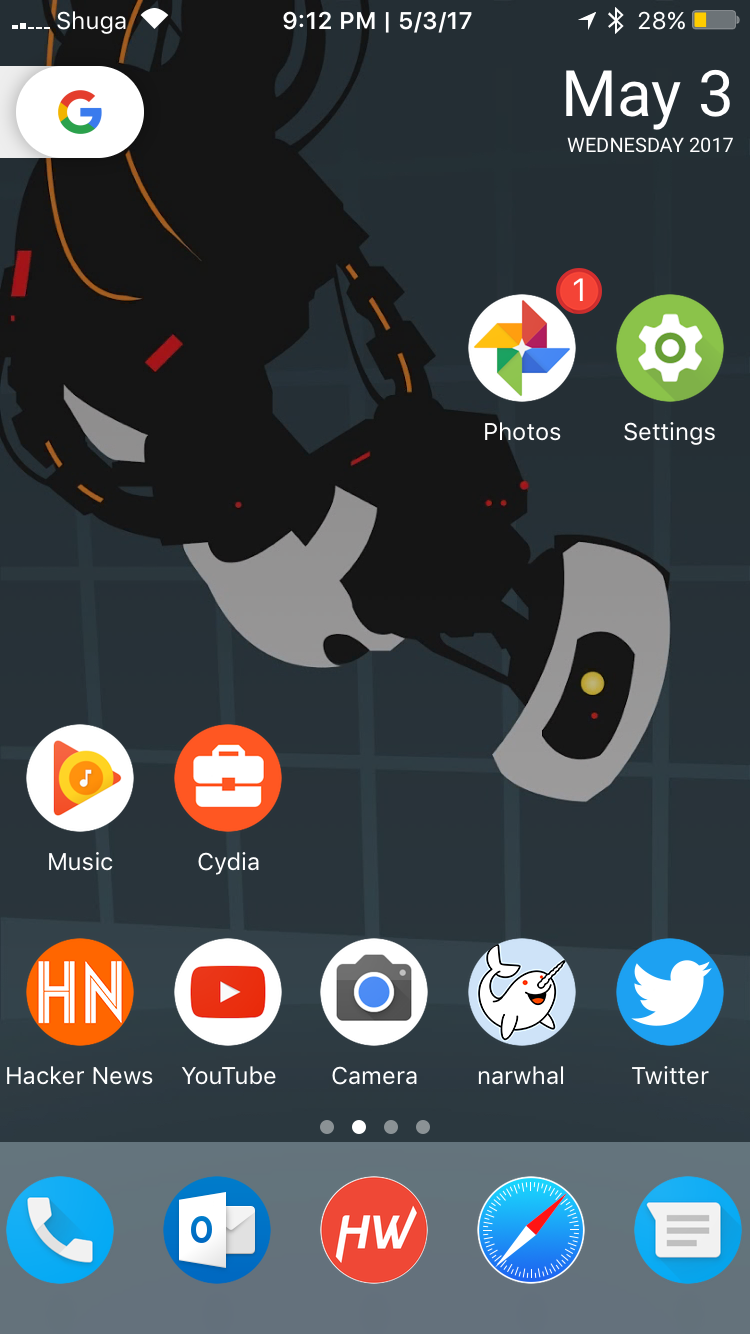 Shuga 9:12 PM | 5/3/17 28%
G
May 3
WEDNESDAY 2017
1
Photos Settings
Music Cydia
HN
Hacker News YouTube Camera narwhal Twitter
O HW